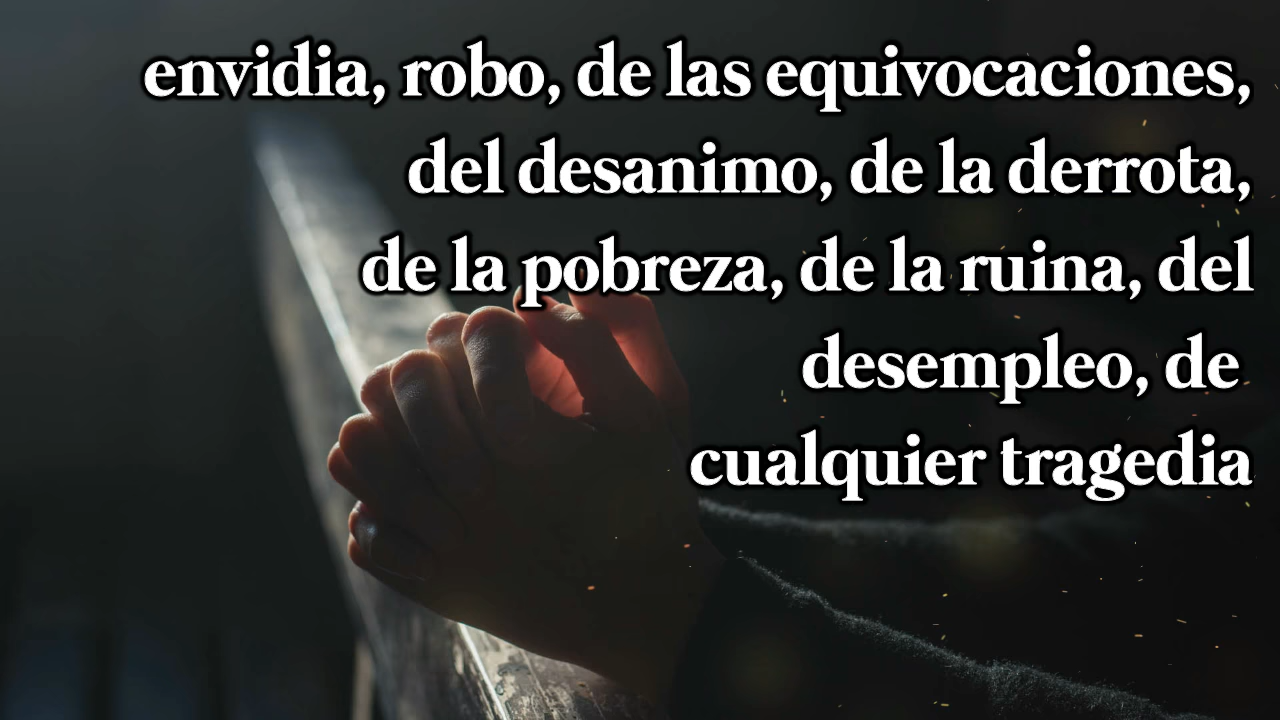 envidia, robo, de las equivocaciones,
del desanimo, de la derrota,
de la pobreza, de la ruina, del
desempleo, de
cualquier tragedia